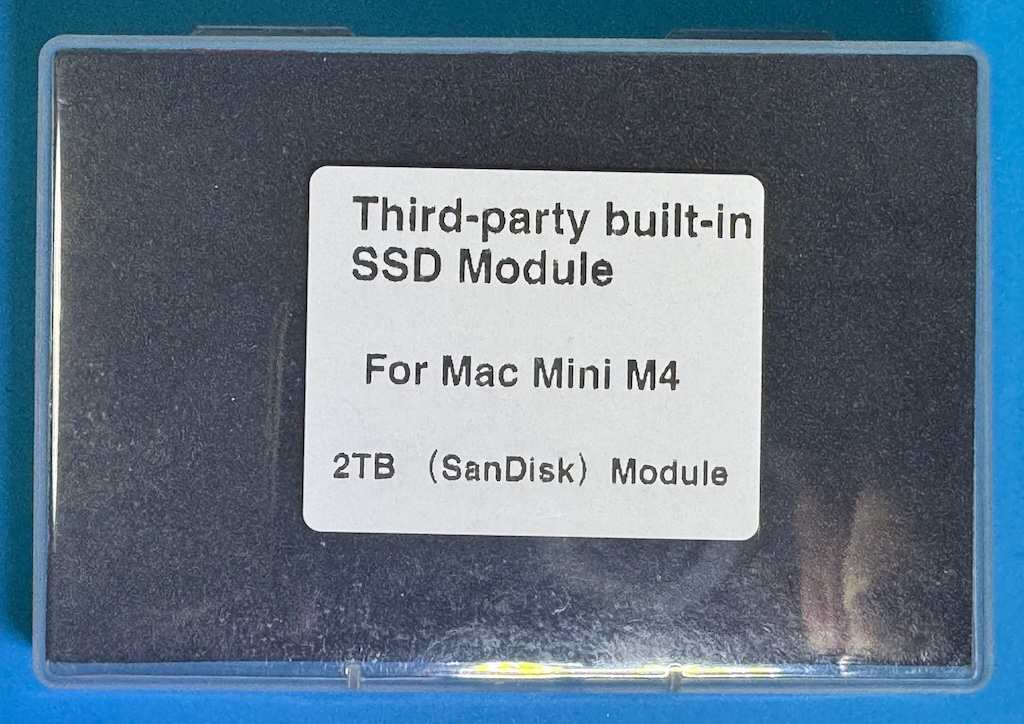 Third-party built-in
SSD Module
For Mac Mini M4
2TB （SanDisk） Module